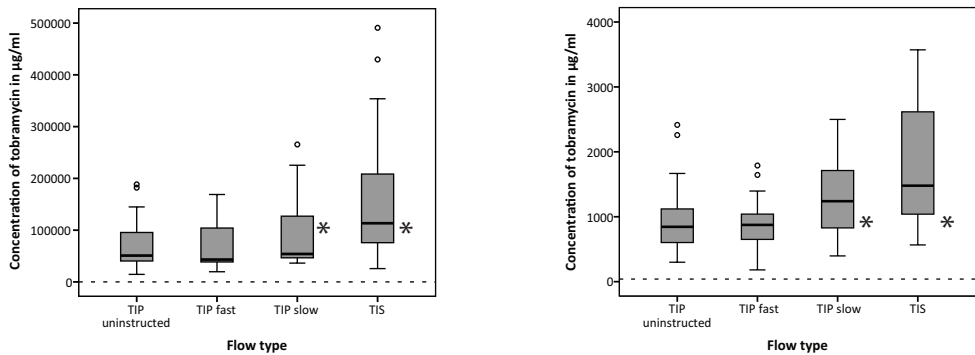 Concentration of tobramycin in µg/ml
500000
400000
300000
200000
100000
0
*
*
TIP uninstructed
TIP fast
TIP slow
TIS
Flow type
Concentration of tobramycin in µg/ml
4000
3000
2000
1000
0
*
*
TIP uninstructed
TIP fast
TIP slow
TIS
Flow type